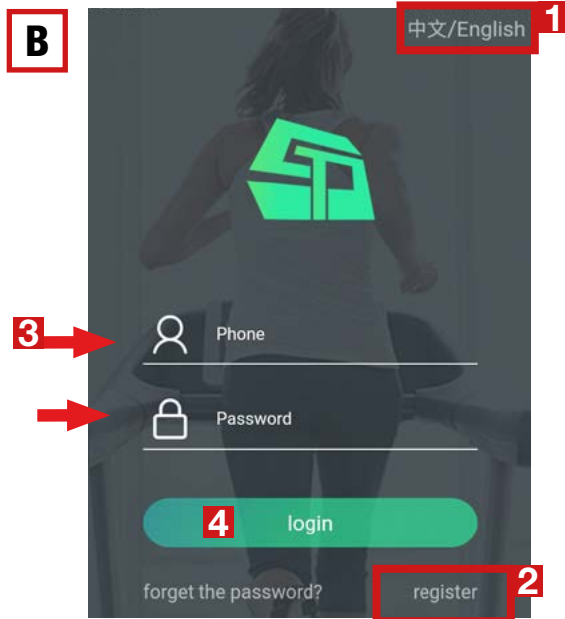 B
中文/English
1
3
Phone
Password
4
login
forget the password?
register
2